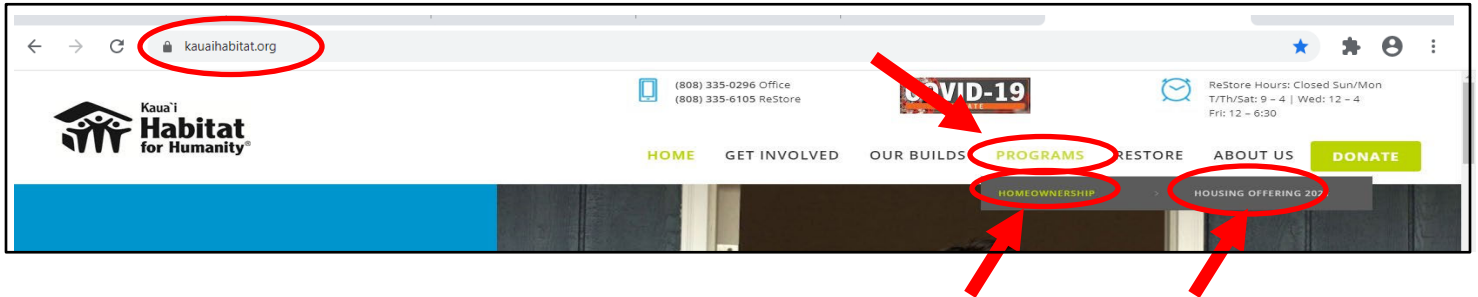 kauaihabitat.org
(808) 335-0296 Office
(808) 335-6105 ReStore
COVID-19
ReStore Hours: Closed Sun/Mon
T/Th/Sat: 9 – 4 | Wed: 12 – 4
Fri: 12 – 6:30
Kaua`i
Habitat
for Humanity®
HOME GET INVOLVED OUR BUILDS PROGRAMS RESTORE ABOUT US DONATE
HOMEOWNERSHIP › HOUSING OFFERING